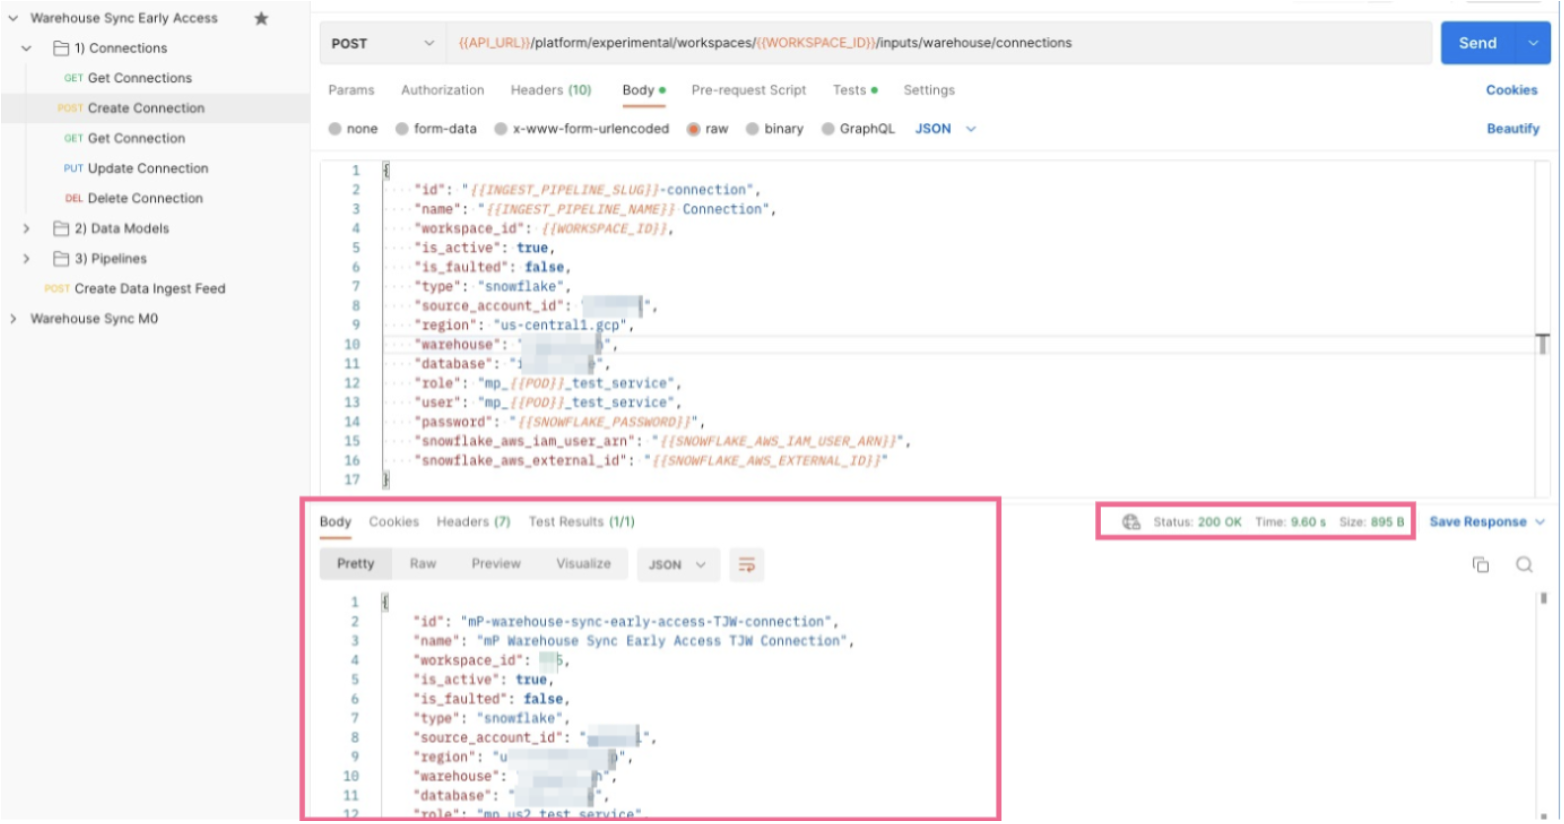 Warehouse Sync Early Access
1) Connections
GET Get Connections
POST Create Connection
GET Get Connection
PUT Update Connection
DEL Delete Connection
2) Data Models
3) Pipelines
POST Create Data Ingest Feed
Warehouse Sync M0
POST {{API_URL}}/platform/experimental/workspaces/{{WORKSPACE_ID}}/inputs/warehouse/connections Send
Params Authorization Headers (10) Body Pre-request Script Tests Settings Cookies
none form-data x-www-form-urlencoded raw binary GraphQL JSON Beautify
1 {
2 "id": "{{INGEST_PIPELINE_SLUG}}-connection",
3 "name": "{{INGEST_PIPELINE_NAME}} Connection",
4 "workspace_id": {{WORKSPACE_ID}},
5 "is_active": true,
6 "is_faulted": false,
7 "type": "snowflake",
8 "source_account_id": " ",
9 "region": "us-central1.gcp",
10 "warehouse": " ",
11 "database": " ",
12 "role": "mp_{{POD}}_test_service",
13 "user": "mp_{{POD}}_test_service",
14 "password": "{{SNOWFLAKE_PASSWORD}}",
15 "snowflake_aws_iam_user_arn": "{{SNOWFLAKE_AWS_IAM_USER_ARN}}",
16 "snowflake_aws_external_id": "{{SNOWFLAKE_AWS_EXTERNAL_ID}}"
17 }
Body Cookies Headers (7) Test Results (1/1) Status: 200 OK Time: 9.60 s Size: 895 B Save Response
Pretty Raw Preview Visualize JSON
1 {
2 "id": "mP-warehouse-sync-early-access-TJW-connection",
3 "name": "mP Warehouse Sync Early Access TJW Connection",
4 "workspace_id": 5,
5 "is_active": true,
6 "is_faulted": false,
7 "type": "snowflake",
8 "source_account_id": " ",
9 "region": " ",
10 "warehouse": " ",
11 "database": " ",
12 "role": "mp_us2_test_service",